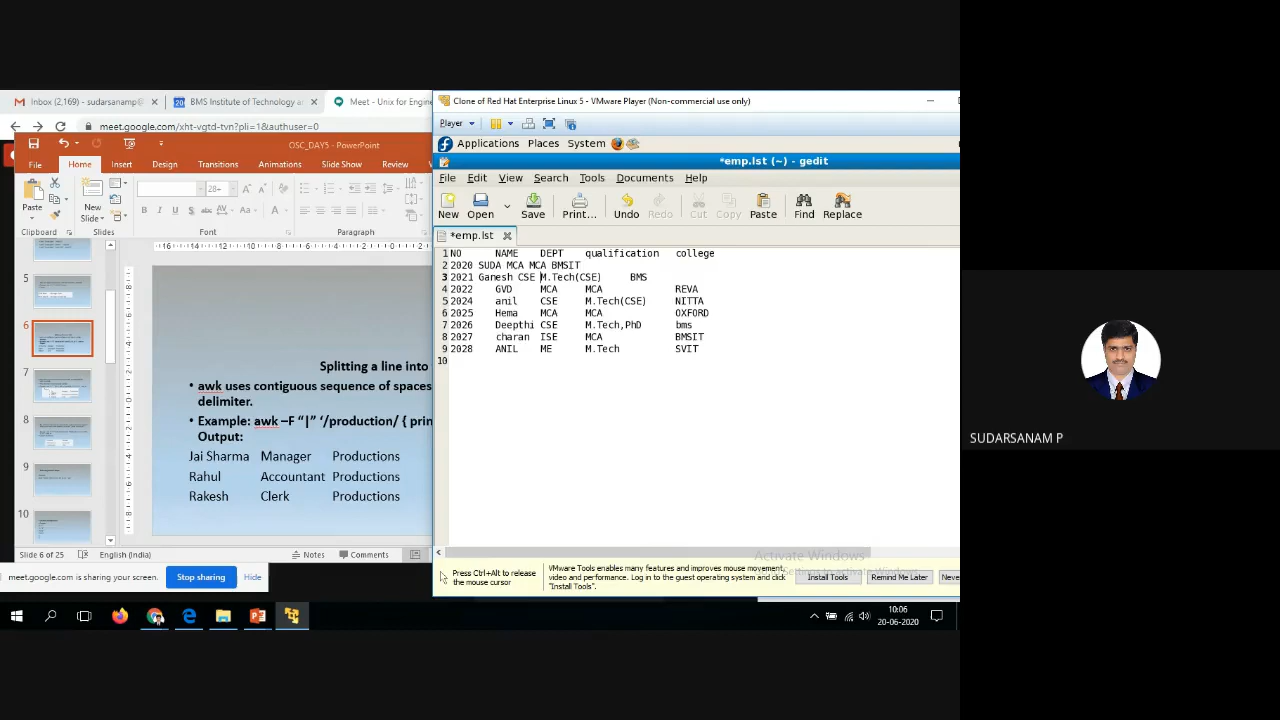 Inbox (2,169) - sudarsanamp@
BMS Institute of Technology ar
Meet - Unix for Engine
meet.google.com/xht-vgtd-tvn?pli=1&authuser=0
OSC_DAY5 - PowerPoint
File Home Insert Design Transitions Animations Slide Show Review
Paste
New
Slide
28
Clipboard Slides Font Paragraph
5
6
7
8
9
10
Splitting a line into
• awk uses contiguous sequence of spaces
delimiter.
• Example: awk –F "|" '/production/ { prin
Output:
Jai Sharma Manager Productions
Rahul Accountant Productions
Rakesh Clerk Productions
Slide 6 of 25 English (India) Notes Comments
meet.google.com is sharing your screen. Stop sharing Hide
Clone of Red Hat Enterprise Linux 5 - VMware Player (Non-commercial use only)
Player
Applications Places System
*emp.lst (~) - gedit
File Edit View Search Tools Documents Help
New Open Save Print... Undo Redo Cut Copy Paste Find Replace
*emp.lst
1 NO NAME DEPT qualification college
2 2020 SUDA MCA MCA BMSIT
3 2021 Ganesh CSE M.Tech(CSE) BMS
4 2022 GVD MCA MCA REVA
5 2024 anil CSE M.Tech(CSE) NITTA
6 2025 Hema MCA MCA OXFORD
7 2026 Deepthi CSE M.Tech,PhD bms
8 2027 charan ISE MCA BMSIT
9 2028 ANIL ME M.Tech SVIT
10
Activate Windows
Press Ctrl+Alt to release
the mouse cursor
VMware Tools enables many features and improves mouse movement,
video and performance. Log in to the guest operating system and click
"Install Tools".
Install Tools Remind Me Later Neve
10:06
20-06-2020
SUDARSANAM P